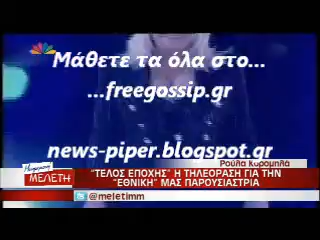 Μάθετε τα όλα στο...
...freegossip.gr
news-piper.blogspot.gr
Ρούλα Κορομηλά
ΜΕΛΕΤΗ
"ΤΕΛΟΣ ΕΠΟΧΗΣ" Η ΤΗΛΕΟΡΑΣΗ ΓΙΑ ΤΗΝ
"ΕΘΝΙΚΗ" ΜΑΣ ΠΑΡΟΥΣΙΑΣΤΡΙΑ
@meletimm